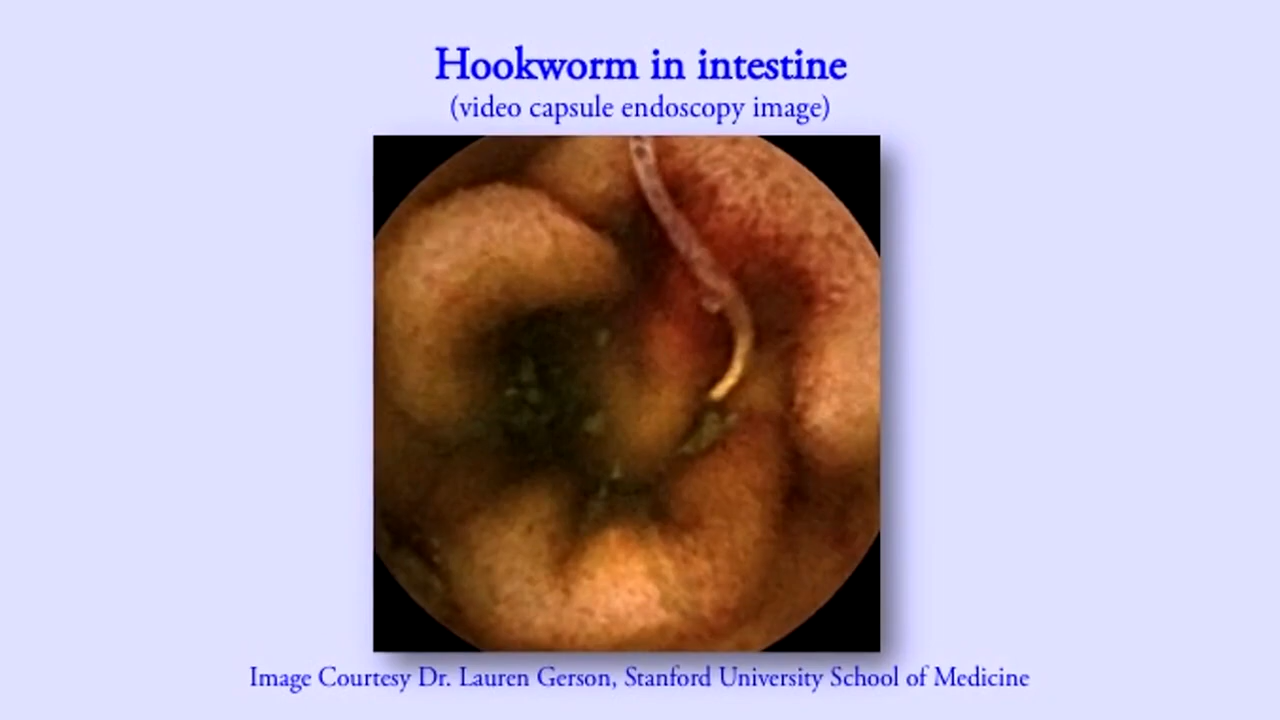 Hookworm in intestine
(video capsule endoscopy image)
Image Courtesy Dr. Lauren Gerson, Stanford University School of Medicine